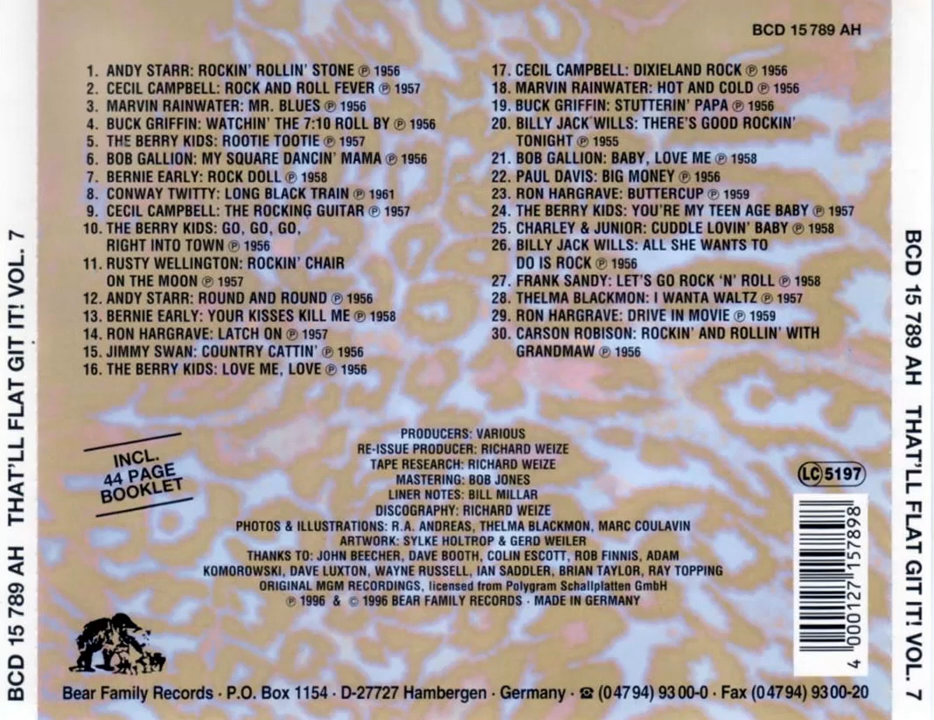 BCD 15 789 AH
1. ANDY STARR: ROCKIN' ROLLIN' STONE ℗ 1956
2. CECIL CAMPBELL: ROCK AND ROLL FEVER ℗ 1957
3. MARVIN RAINWATER: MR. BLUES ℗ 1956
4. BUCK GRIFFIN: WATCHIN' THE 7:10 ROLL BY ℗ 1956
5. THE BERRY KIDS: ROOTIE TOOTIE ℗ 1957
6. BOB GALLION: MY SQUARE DANCIN' MAMA ℗ 1956
7. BERNIE EARLY: ROCK DOLL ℗ 1958
8. CONWAY TWITTY: LONG BLACK TRAIN ℗ 1961
9. CECIL CAMPBELL: THE ROCKING GUITAR ℗ 1957
10. THE BERRY KIDS: GO, GO, GO,
RIGHT INTO TOWN ℗ 1956
11. RUSTY WELLINGTON: ROCKIN' CHAIR
ON THE MOON ℗ 1957
12. ANDY STARR: ROUND AND ROUND ℗ 1956
13. BERNIE EARLY: YOUR KISSES KILL ME ℗ 1958
14. RON HARGRAVE: LATCH ON ℗ 1957
15. JIMMY SWAN: COUNTRY CATTIN' ℗ 1956
16. THE BERRY KIDS: LOVE ME, LOVE ℗ 1956
17. CECIL CAMPBELL: DIXIELAND ROCK ℗ 1956
18. MARVIN RAINWATER: HOT AND COLD ℗ 1956
19. BUCK GRIFFIN: STUTTERIN' PAPA ℗ 1956
20. BILLY JACK WILLS: THERE'S GOOD ROCKIN'
TONIGHT ℗ 1955
21. BOB GALLION: BABY, LOVE ME ℗ 1958
22. PAUL DAVIS: BIG MONEY ℗ 1956
23. RON HARGRAVE: BUTTERCUP ℗ 1959
24. THE BERRY KIDS: YOU'RE MY TEEN AGE BABY ℗ 1957
25. CHARLEY & JUNIOR: CUDDLE LOVIN' BABY ℗ 1958
26. BILLY JACK WILLS: ALL SHE WANTS TO
DO IS ROCK ℗ 1956
27. FRANK SANDY: LET'S GO ROCK 'N' ROLL ℗ 1958
28. THELMA BLACKMON: I WANTA WALTZ ℗ 1957
29. RON HARGRAVE: DRIVE IN MOVIE ℗ 1959
30. CARSON ROBISON: ROCKIN' AND ROLLIN' WITH
GRANDMAW ℗ 1956
INCL.
44 PAGE
BOOKLET
PRODUCERS: VARIOUS
RE-ISSUE PRODUCER: RICHARD WEIZE
TAPE RESEARCH: RICHARD WEIZE
MASTERING: BOB JONES
LINER NOTES: BILL MILLAR
DISCOGRAPHY: RICHARD WEIZE
PHOTOS & ILLUSTRATIONS: R.A. ANDREAS, THELMA BLACKMON, MARC COULAVIN
ARTWORK: SYLKE HOLTROP & GERD WEILER
THANKS TO: JOHN BEECHER, DAVE BOOTH, COLIN ESCOTT, ROB FINNIS, ADAM
KOMOROWSKI, DAVE LUXTON, WAYNE RUSSELL, IAN SADDLER, BRIAN TAYLOR, RAY TOPPING
ORIGINAL MGM RECORDINGS, licensed from Polygram Schallplatten GmbH
℗ 1996 & © 1996 BEAR FAMILY RECORDS · MADE IN GERMANY
LC 5197
4 000127 157898
Bear Family Records · P.O. Box 1154 · D-27727 Hambergen · Germany · ☎ (0 47 94) 93 00-0 · Fax (0 47 94) 93 00-20
BCD 15 789 AH THAT'LL FLAT GIT IT! VOL. 7
BCD 15 789 AH THAT'LL FLAT GIT IT! VOL. 7